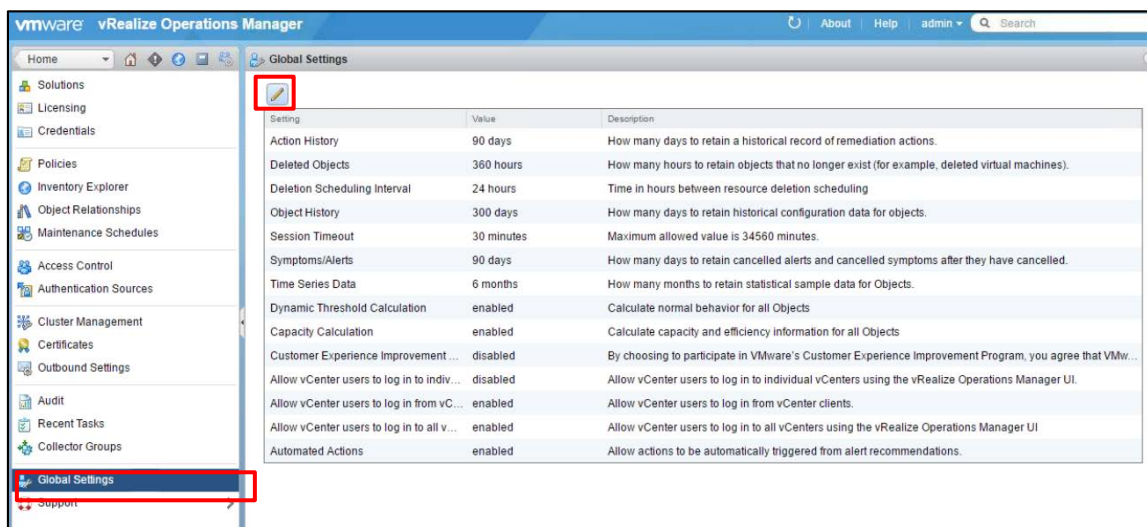 vmware vRealize Operations Manager
About Help admin Search
Home
Global Settings
Solutions
Licensing
Credentials
Policies
Inventory Explorer
Object Relationships
Maintenance Schedules
Access Control
Authentication Sources
Cluster Management
Certificates
Outbound Settings
Audit
Recent Tasks
Collector Groups
Global Settings
Support
Setting Value Description
Action History 90 days How many days to retain a historical record of remediation actions.
Deleted Objects 360 hours How many hours to retain objects that no longer exist (for example, deleted virtual machines).
Deletion Scheduling Interval 24 hours Time in hours between resource deletion scheduling
Object History 300 days How many days to retain historical configuration data for objects.
Session Timeout 30 minutes Maximum allowed value is 34560 minutes.
Symptoms/Alerts 90 days How many days to retain cancelled alerts and cancelled symptoms after they have cancelled.
Time Series Data 6 months How many months to retain statistical sample data for Objects.
Dynamic Threshold Calculation enabled Calculate normal behavior for all Objects
Capacity Calculation enabled Calculate capacity and efficiency information for all Objects
Customer Experience Improvement ... disabled By choosing to participate in VMware's Customer Experience Improvement Program, you agree that VMw...
Allow vCenter users to log in to indiv... disabled Allow vCenter users to log in to individual vCenters using the vRealize Operations Manager UI.
Allow vCenter users to log in from vC... enabled Allow vCenter users to log in from vCenter clients.
Allow vCenter users to log in to all v... enabled Allow vCenter users to log in to all vCenters using the vRealize Operations Manager UI
Automated Actions enabled Allow actions to be automatically triggered from alert recommendations.